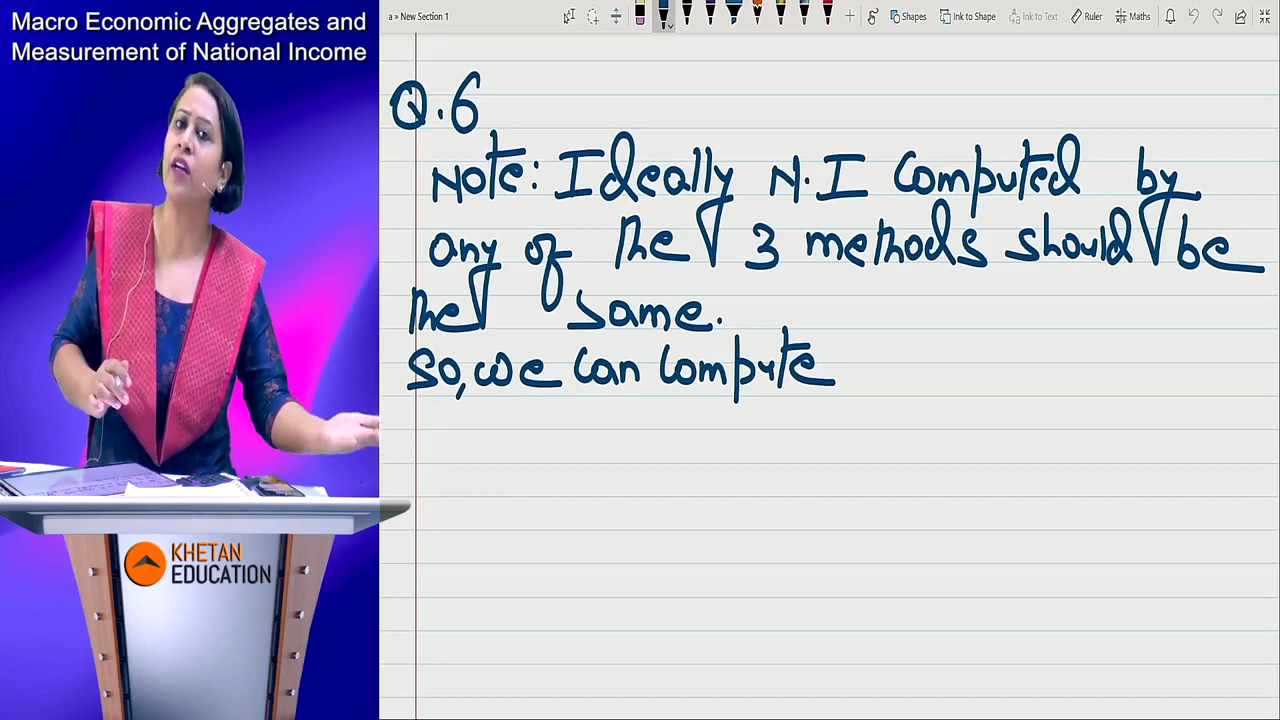 Macro Economic Aggregates and
Measurement of National Income
a » New Section 1
Shapes
Ink to Shape
Ink to Text
Ruler
Maths
Q.6
Note: Ideally N.I computed by
any of the 3 methods should be
the same.
So, we can compute
KHETAN
EDUCATION